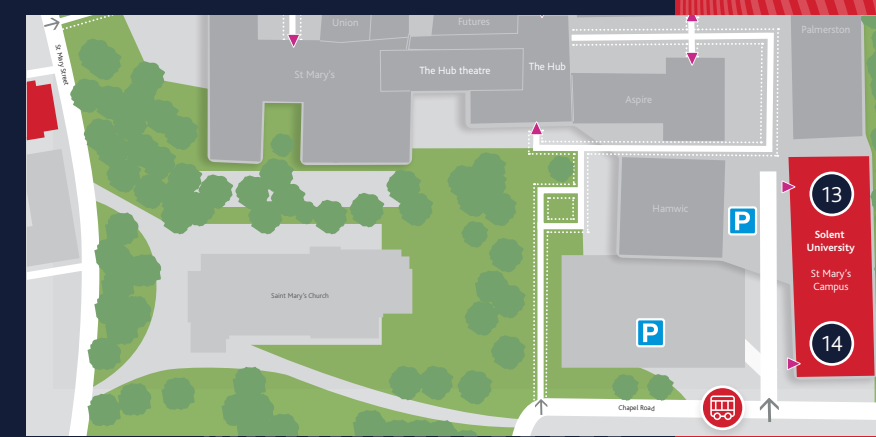 Union
Futures
Palmerston
St Mary Street
St Mary's
The Hub theatre
The Hub
Aspire
13
Solent
University
St Mary's
Campus
Hamwic
P
Saint Mary's Church
P
14
Chapel Road